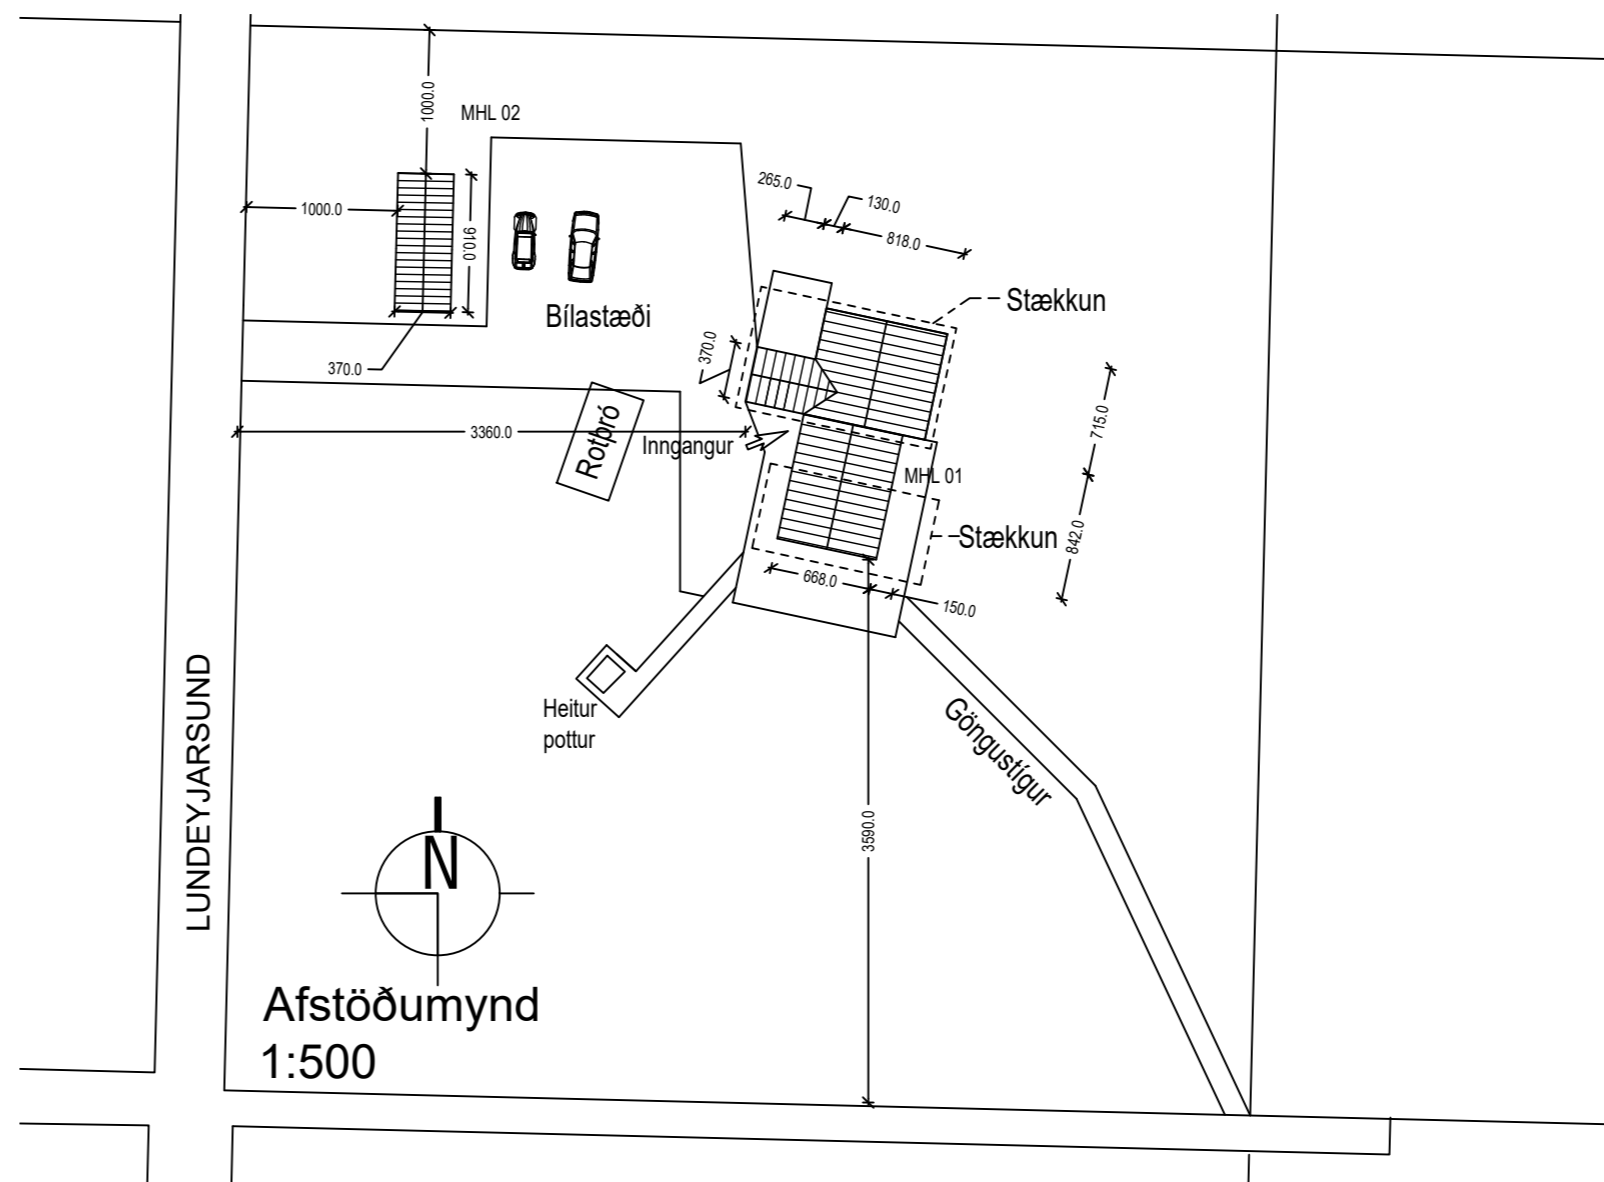 1000.0
MHL 02
265.0
130.0
1000.0
910.0
818.0
Stækkun
Bílastæði
370.0
370.0
715.0
3360.0
Rotþró
Inngangur
MHL 01
842.0
Stækkun
668.0
150.0
LUNDEYJARSUND
Heitur
pottur
Göngustígur
3590.0
N
Afstöðumynd
1:500